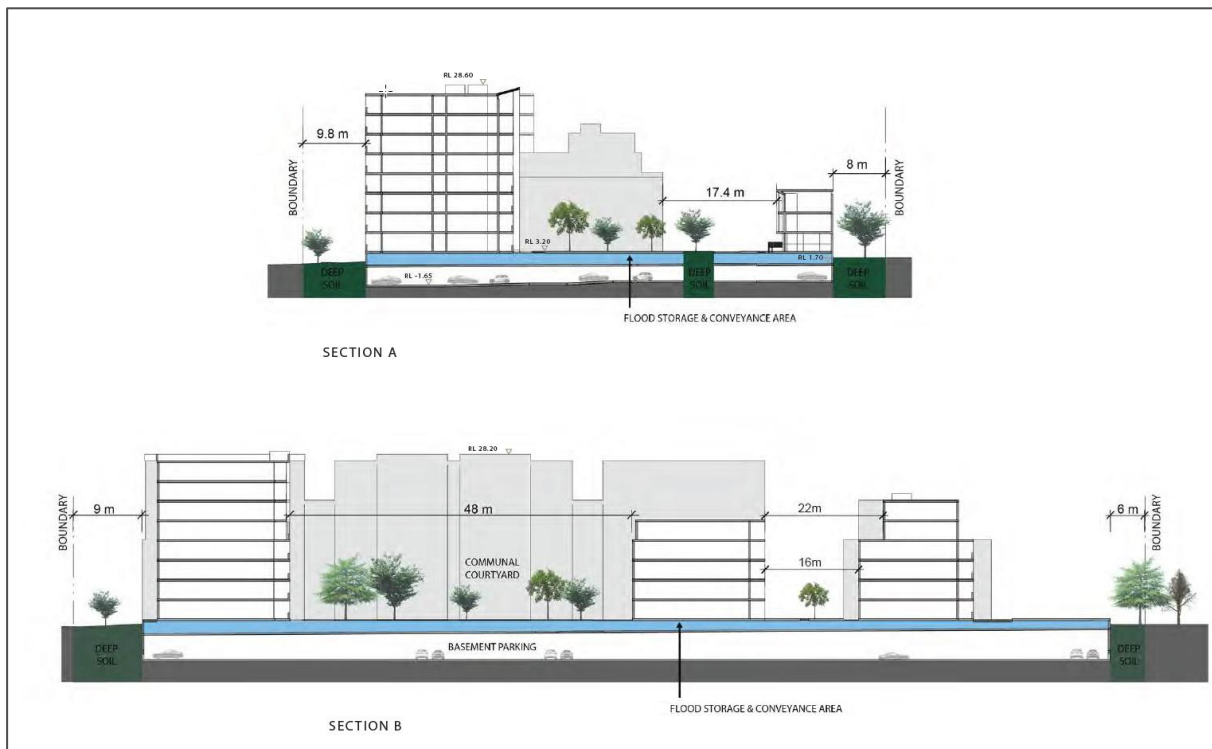 RL 28.60
9.8 m
BOUNDARY
8 m
BOUNDARY
17.4 m
RL 3.20
RL 1.70
DEEP
SOIL
RL -1.65
DEEP
SOIL
DEEP
SOIL
FLOOD STORAGE & CONVEYANCE AREA
SECTION A
RL 28.20
BOUNDARY
9 m
48 m
22m
6 m
BOUNDARY
COMMUNAL
COURTYARD
16m
DEEP
SOIL
BASEMENT PARKING
DEEP
SOIL
FLOOD STORAGE & CONVEYANCE AREA
SECTION B